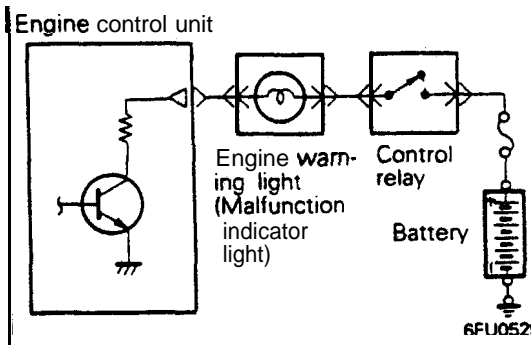 Engine control unit
Engine warn-
ing light
(Malfunction
indicator
light)
Control
relay
Battery